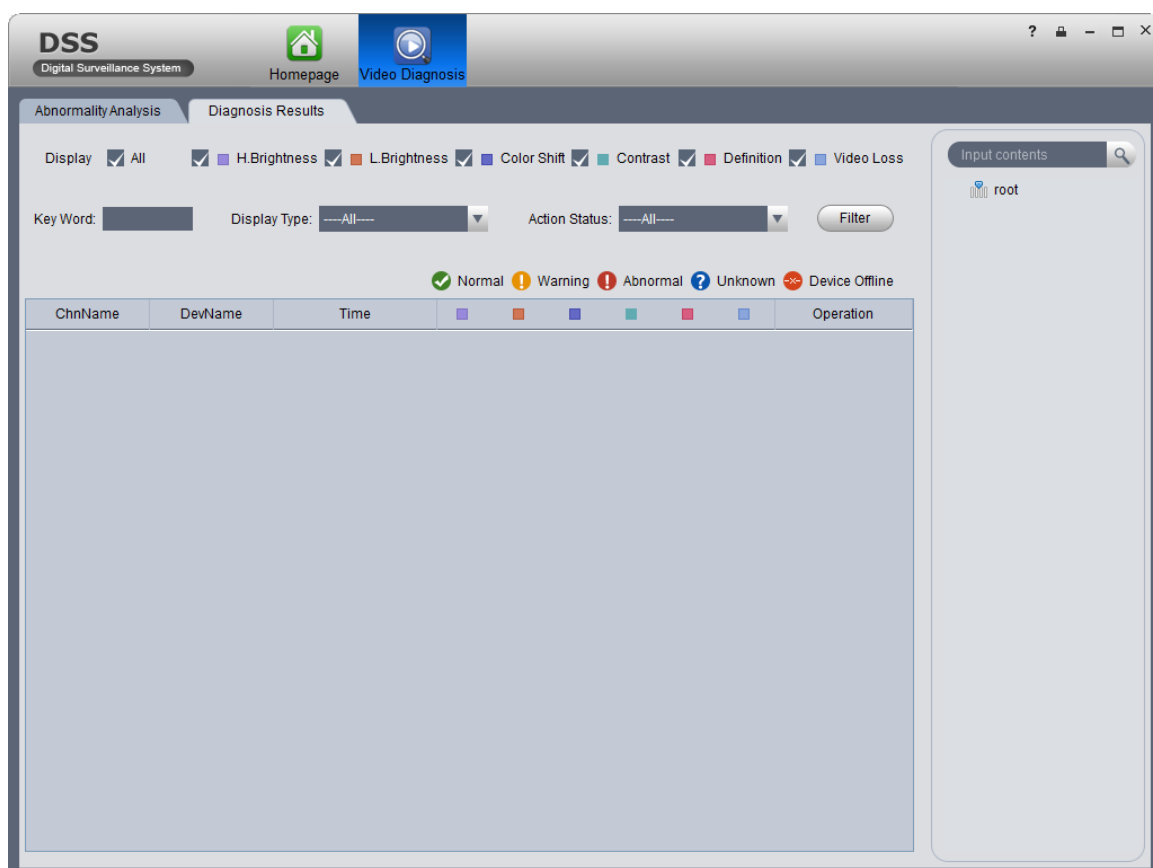 DSS
Digital Surveillance System
Homepage
Video Diagnosis
?
Abnormality Analysis
Diagnosis Results
Display All H.Brightness L.Brightness Color Shift Contrast Definition Video Loss
Input contents
root
Key Word: Display Type: ----All---- Action Status: ----All---- Filter
Normal Warning Abnormal Unknown Device Offline
ChnName DevName Time Operation